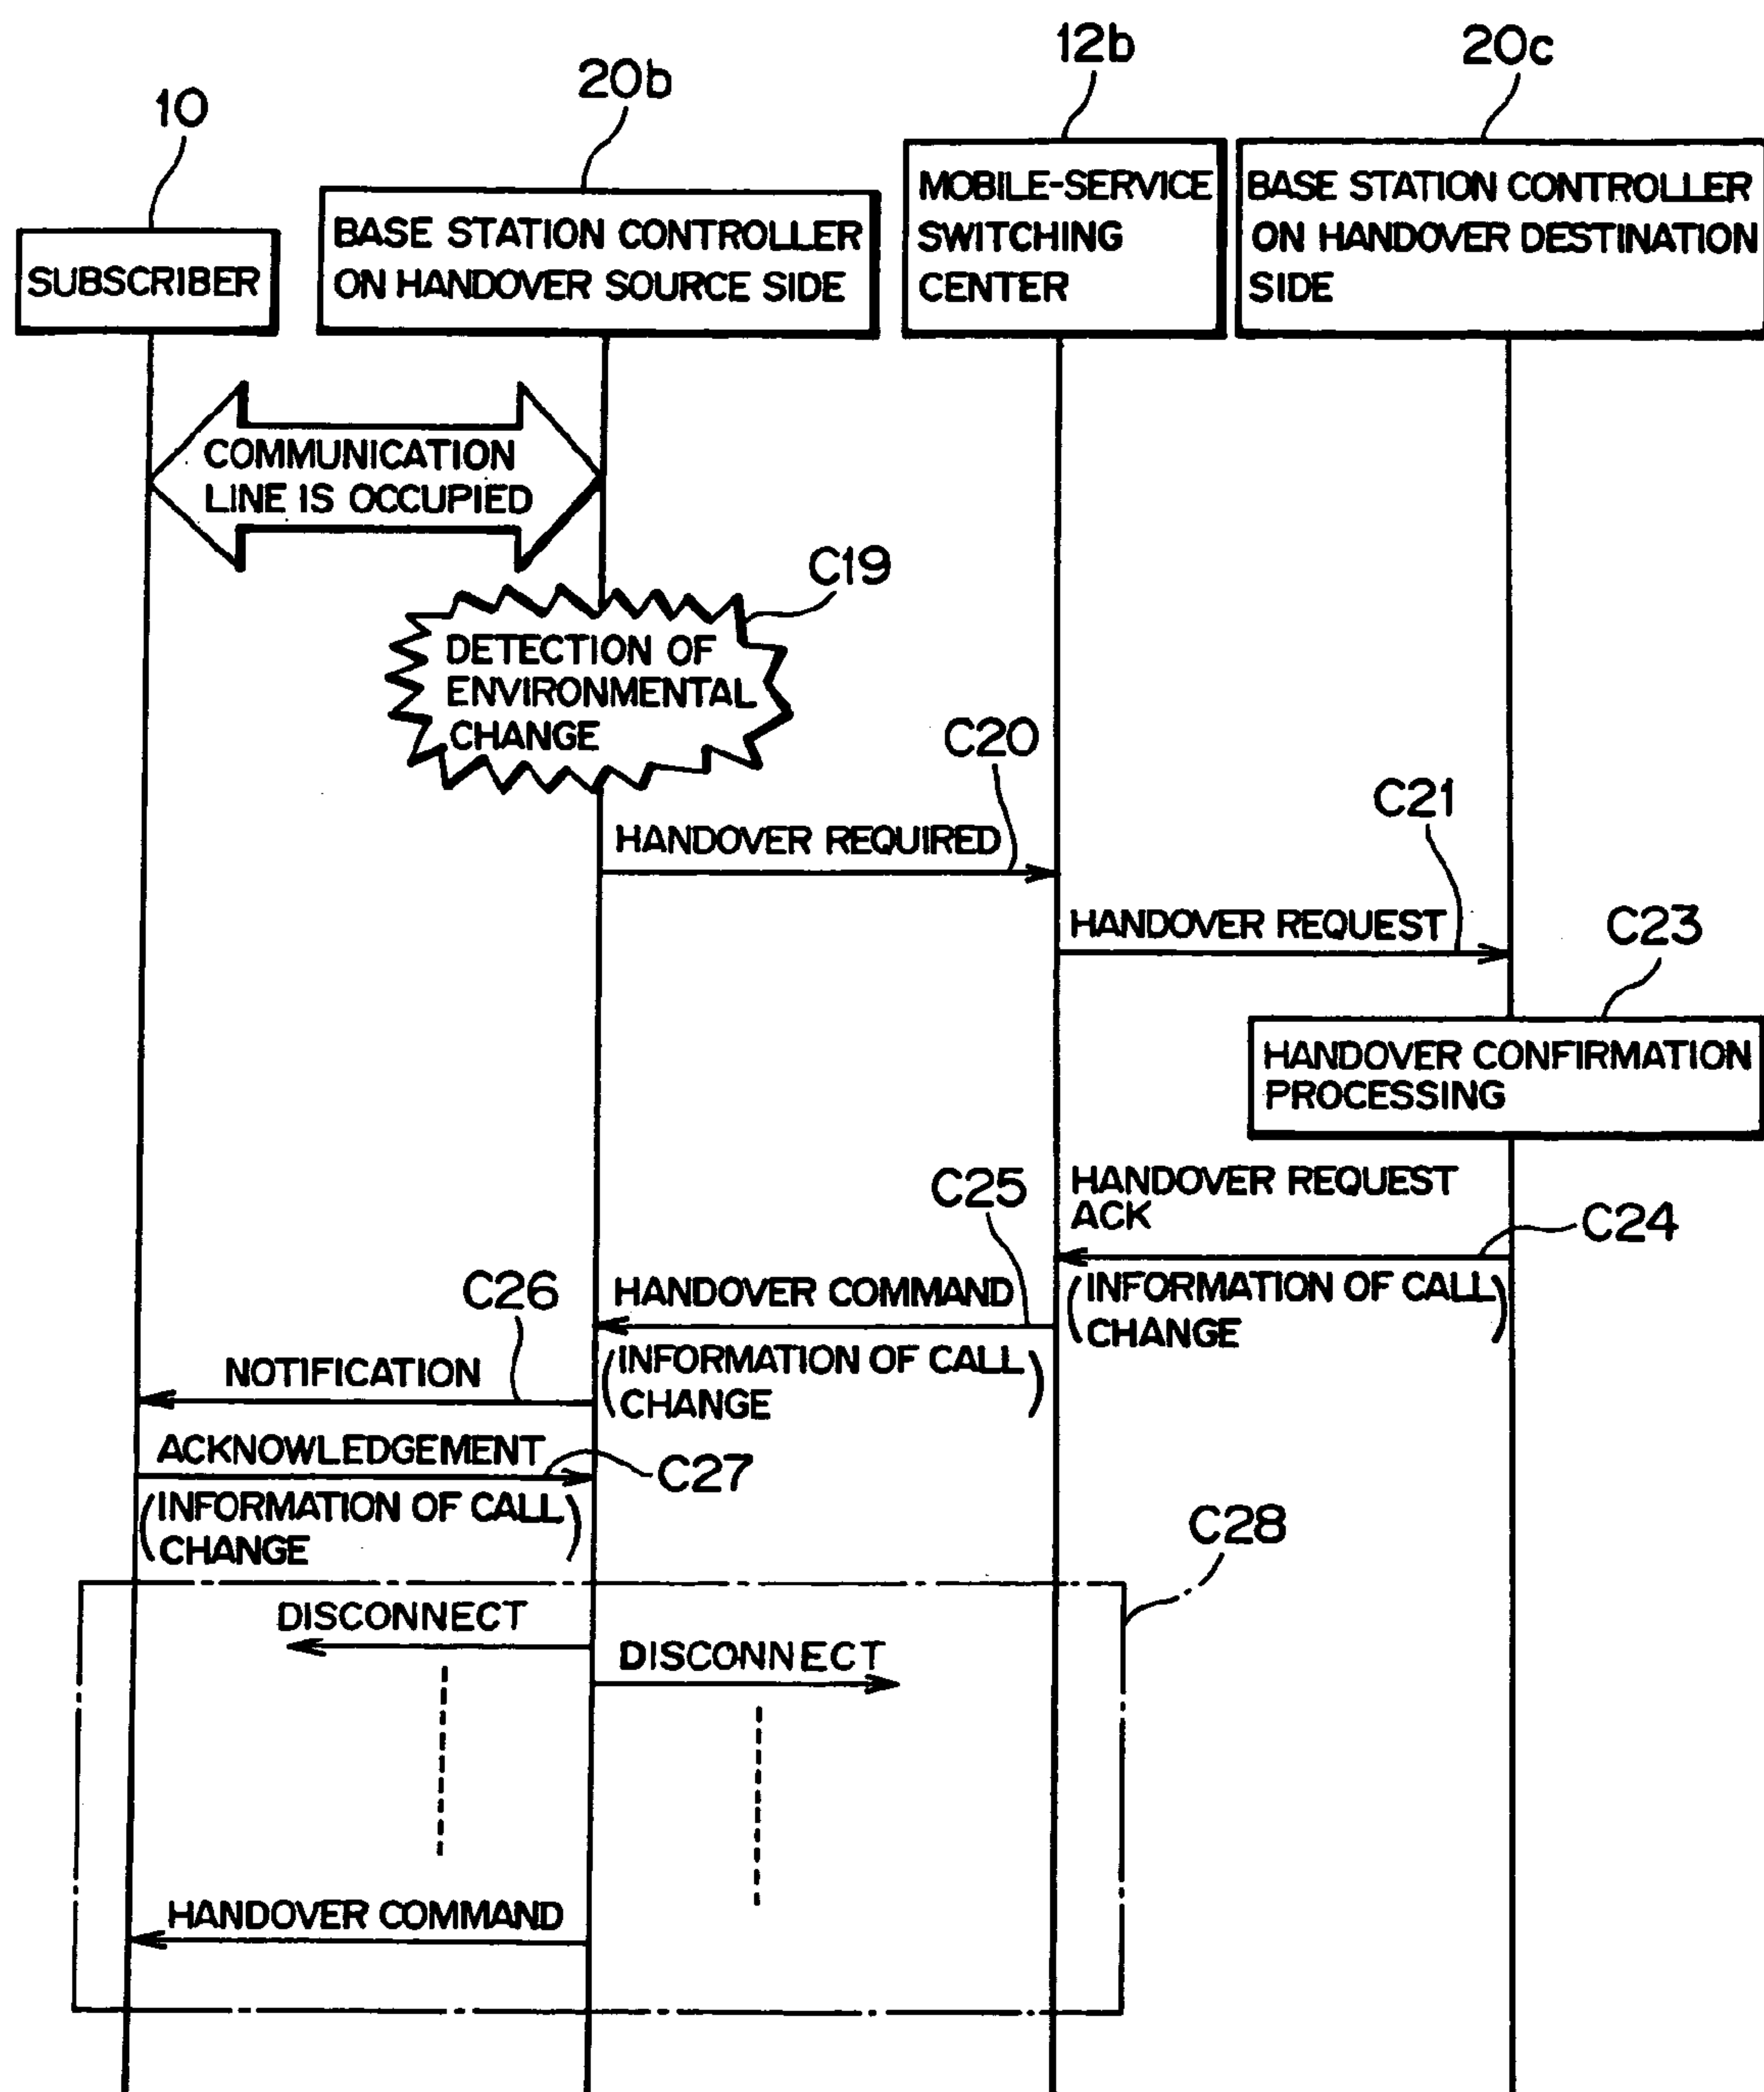 10
20b
12b
20c
SUBSCRIBER
BASE STATION CONTROLLER
ON HANDOVER SOURCE SIDE
MOBILE-SERVICE
SWITCHING
CENTER
BASE STATION CONTROLLER
ON HANDOVER DESTINATION
SIDE
COMMUNICATION
LINE IS OCCUPIED
C19
DETECTION OF
ENVIRONMENTAL
CHANGE
C20
HANDOVER REQUIRED
C21
HANDOVER REQUEST
C23
HANDOVER CONFIRMATION
PROCESSING
HANDOVER REQUEST
ACK
C24
(INFORMATION OF CALL
CHANGE)
C25
HANDOVER COMMAND
(INFORMATION OF CALL
CHANGE)
C26
NOTIFICATION
ACKNOWLEDGEMENT
C27
(INFORMATION OF CALL
CHANGE)
C28
DISCONNECT
DISCONNECT
HANDOVER COMMAND